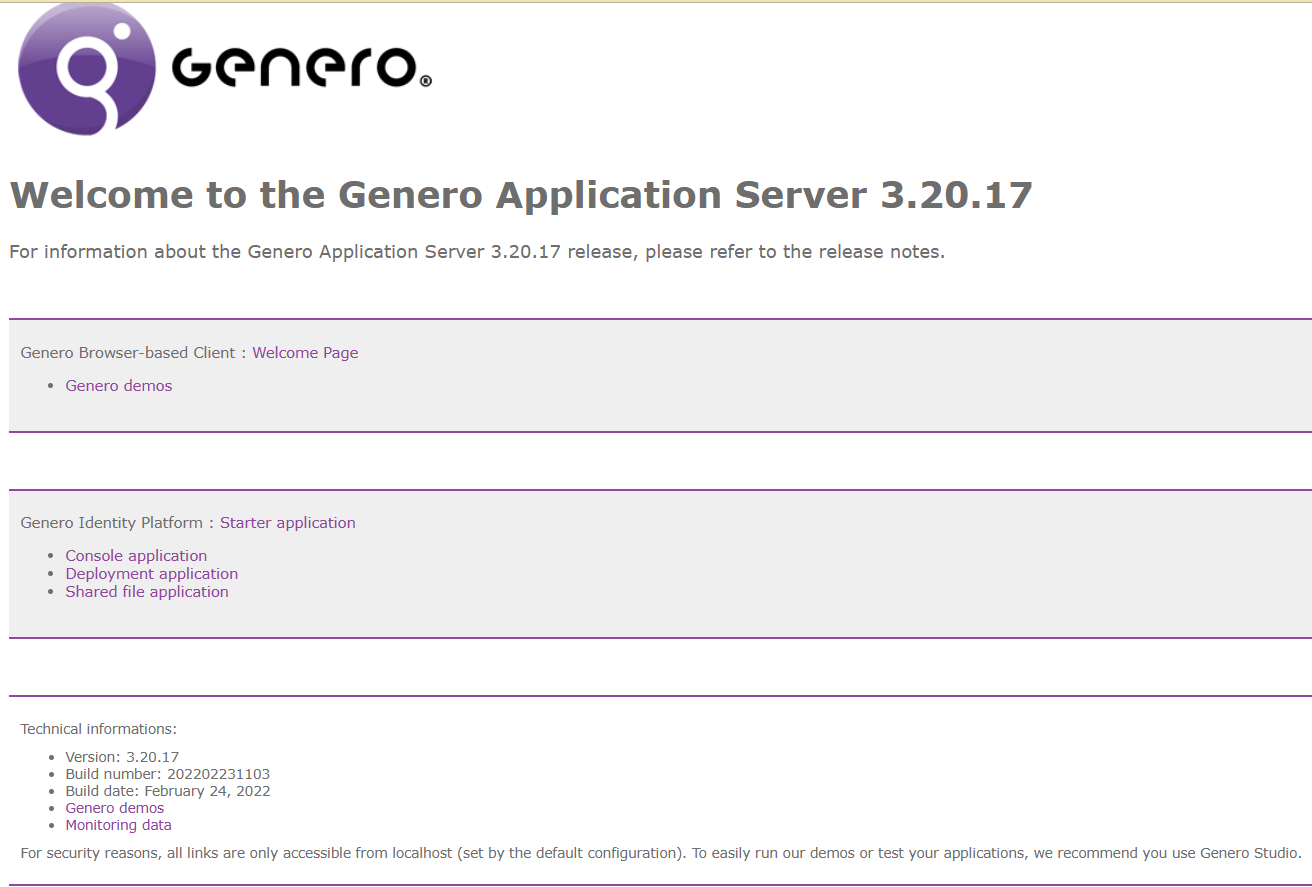 Genero®
Welcome to the Genero Application Server 3.20.17
For information about the Genero Application Server 3.20.17 release, please refer to the release notes.
Genero Browser-based Client : Welcome Page
• Genero demos
Genero Identity Platform : Starter application
• Console application
• Deployment application
• Shared file application
Technical informations:
• Version: 3.20.17
• Build number: 202202231103
• Build date: February 24, 2022
• Genero demos
• Monitoring data
For security reasons, all links are only accessible from localhost (set by the default configuration). To easily run our demos or test your applications, we recommend you use Genero Studio.